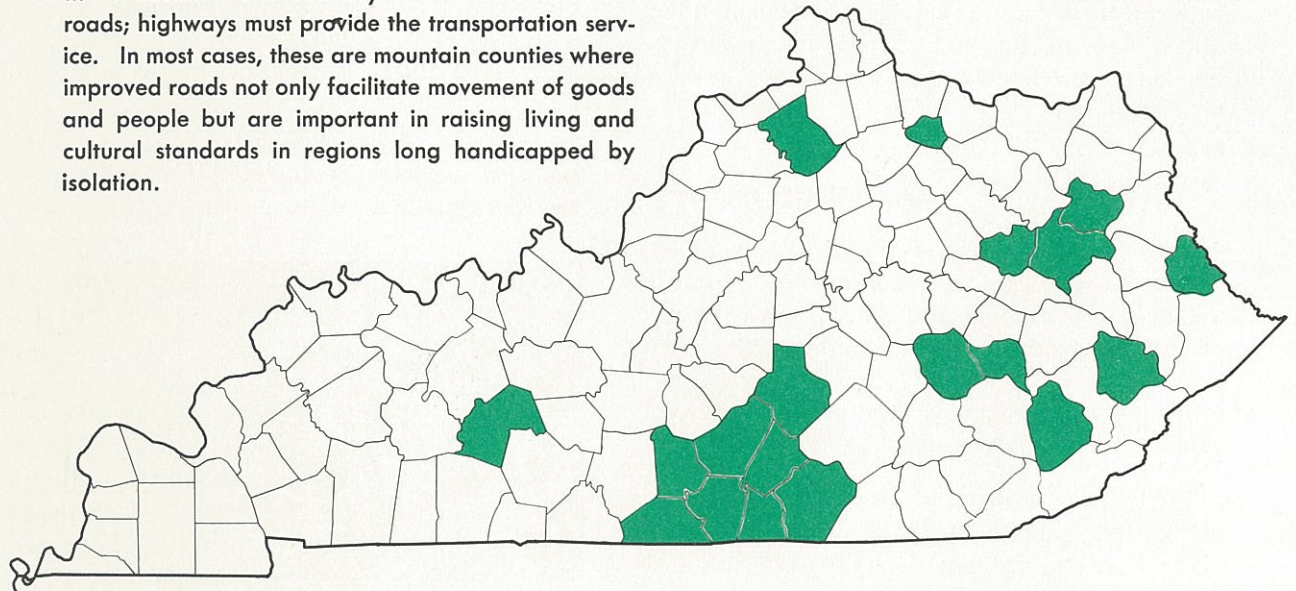 roads; highways must provide the transportation serv-
ice. In most cases, these are mountain counties where
improved roads not only facilitate movement of goods
and people but are important in raising living and
cultural standards in regions long handicapped by
isolation.